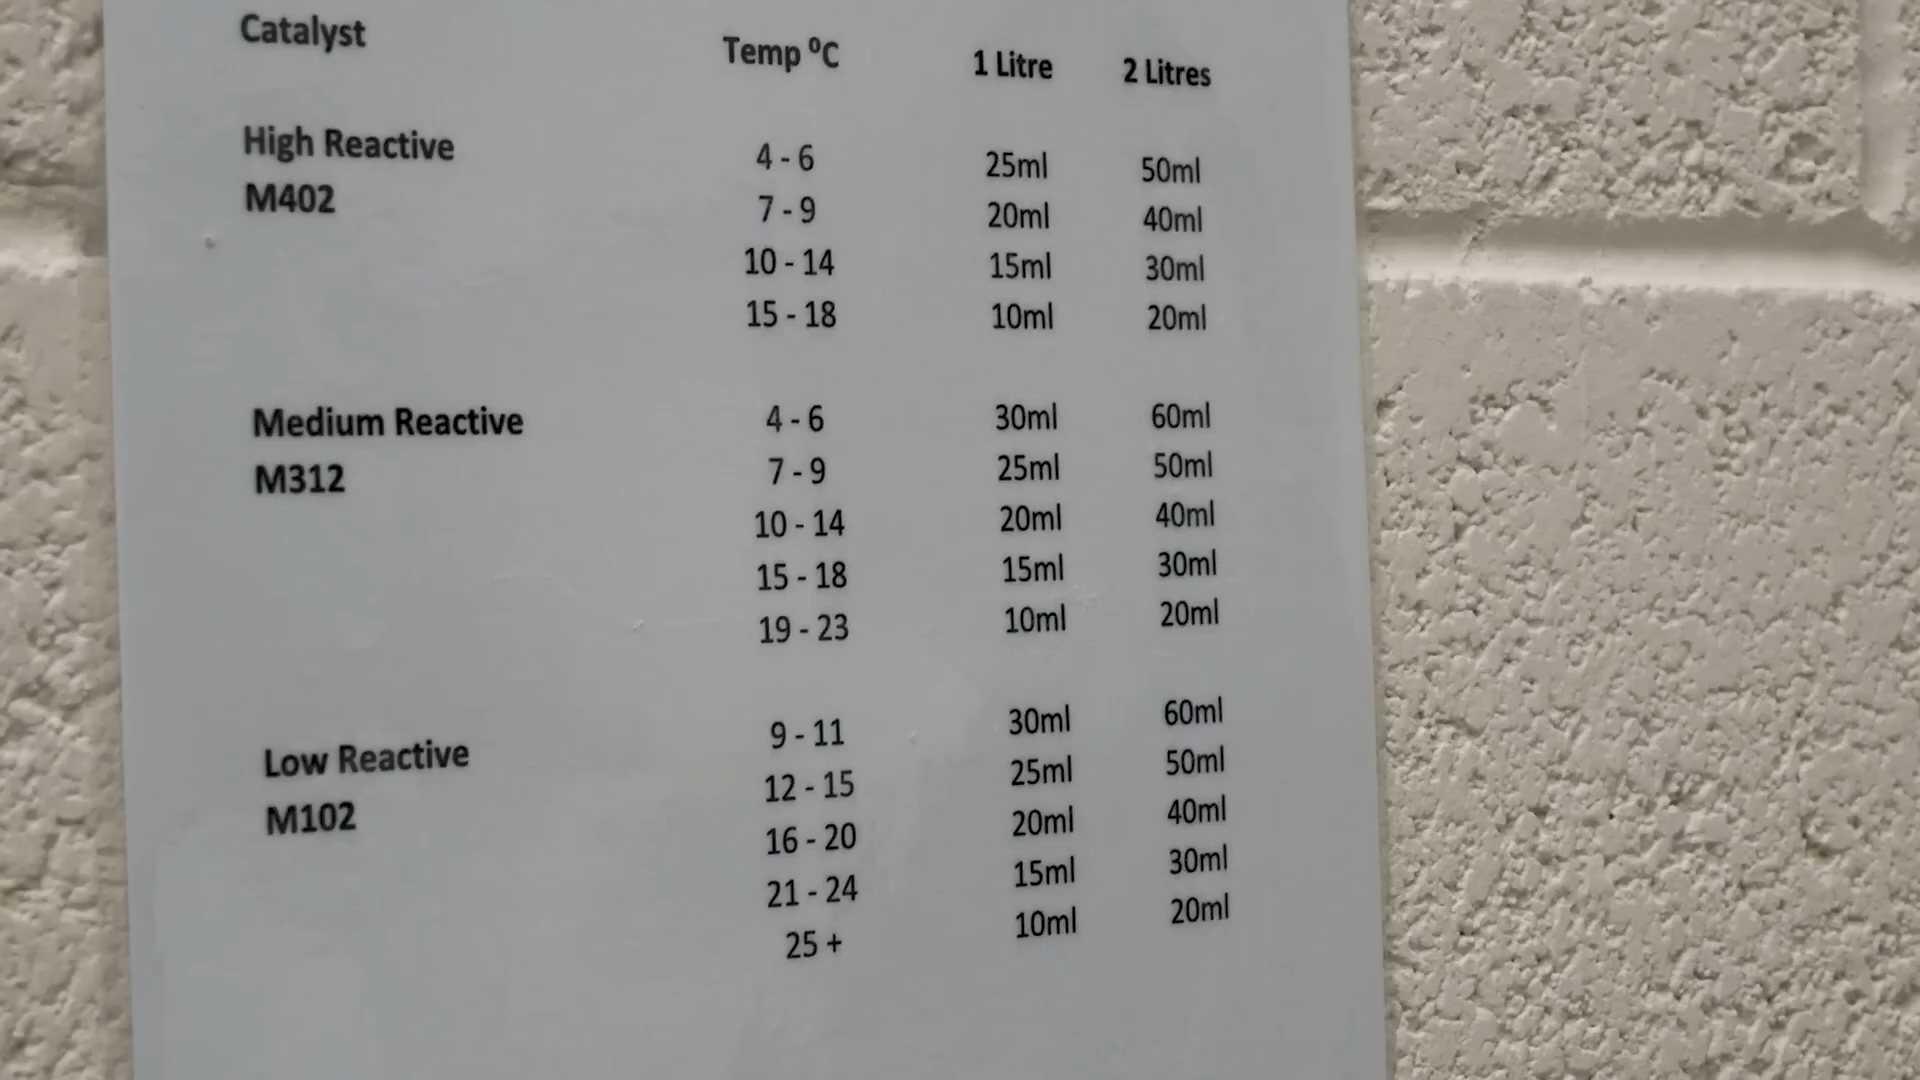 Catalyst Temp ⁰C 1 Litre 2 Litres
High Reactive 4 - 6 25ml 50ml
M402 7 - 9 20ml 40ml
10 - 14 15ml 30ml
15 - 18 10ml 20ml
Medium Reactive 4 - 6 30ml 60ml
M312 7 - 9 25ml 50ml
10 - 14 20ml 40ml
15 - 18 15ml 30ml
19 - 23 10ml 20ml
Low Reactive 9 - 11 30ml 60ml
M102 12 - 15 25ml 50ml
16 - 20 20ml 40ml
21 - 24 15ml 30ml
25 + 10ml 20ml